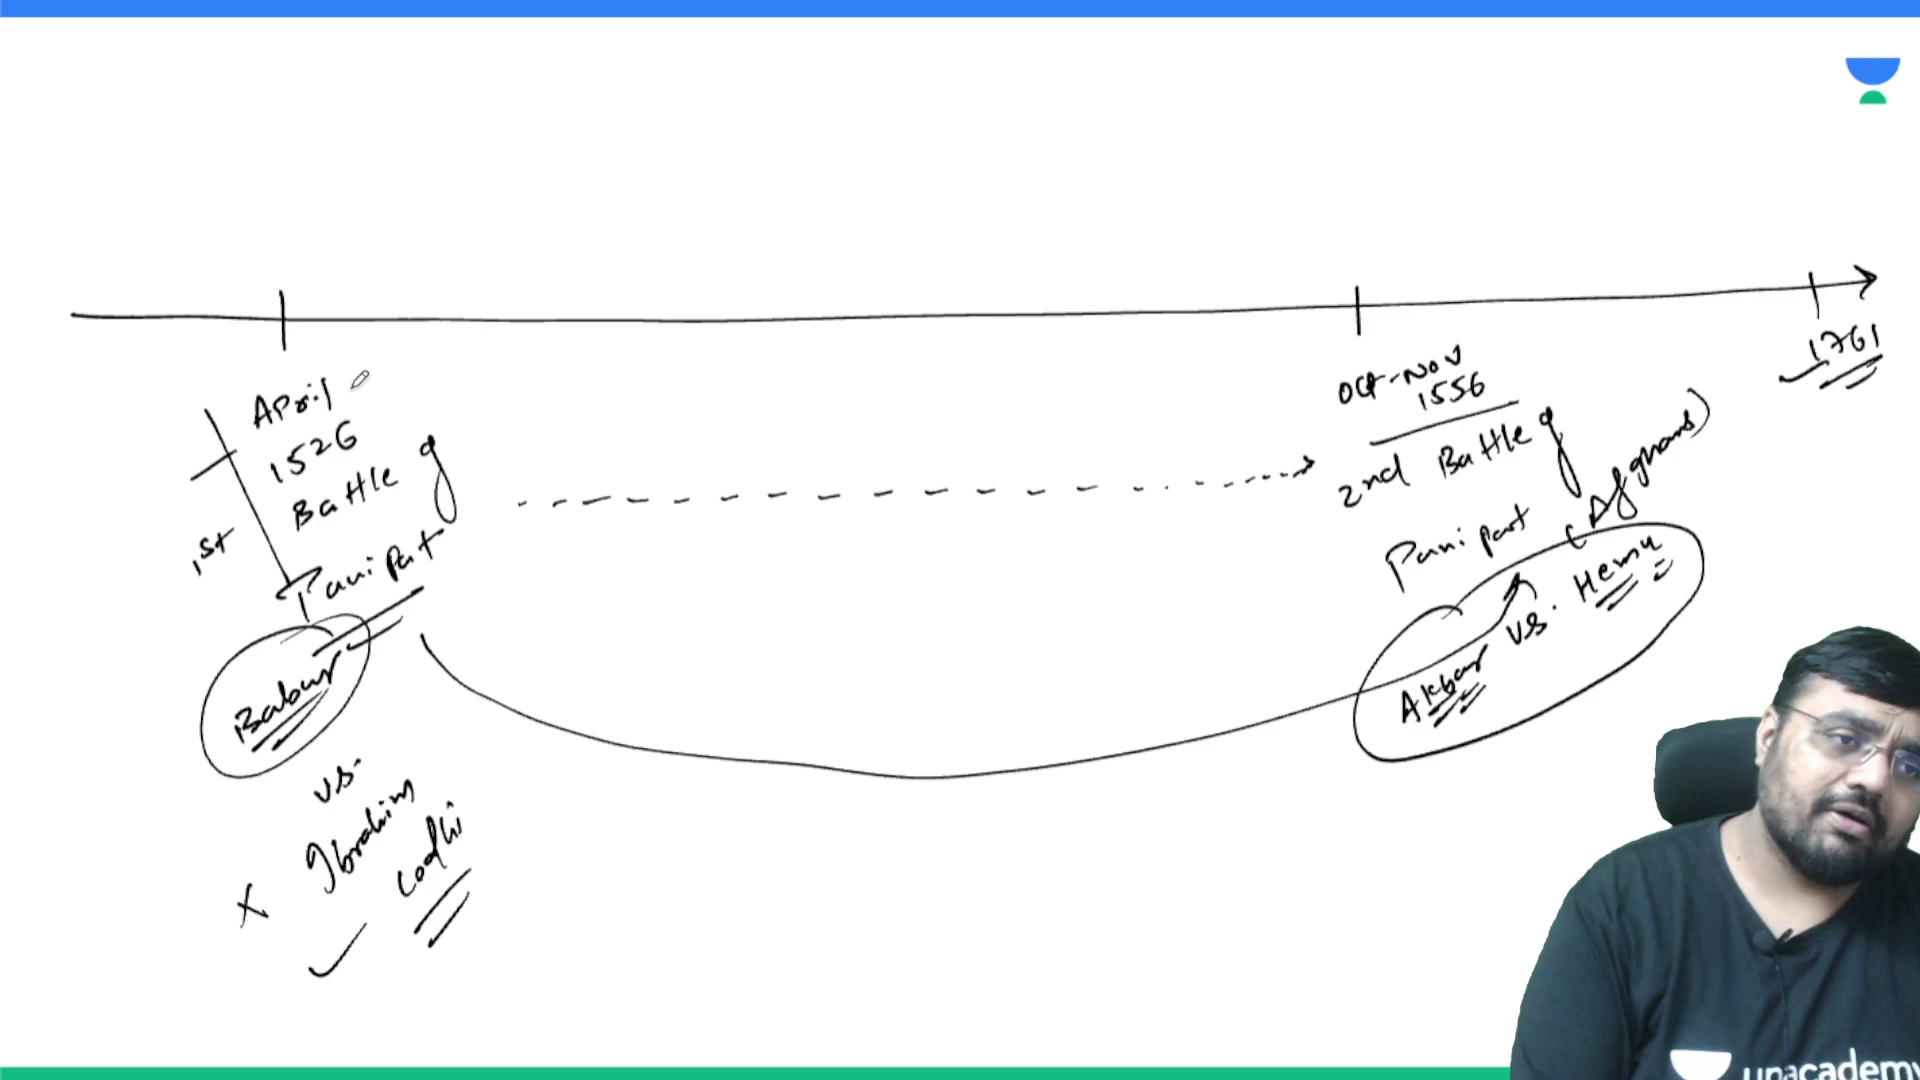 April
1526
Battle of
Panipat
1st
Babur
vs.
Ibrahim
Lodhi
X
Oct-Nov
1556
2nd Battle of
Panipat
(Afghans)
Akbar vs. Hemu
1761
unacademy